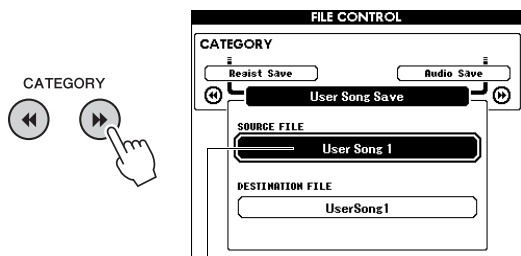 FILE CONTROL
CATEGORY
Regist Save
Audio Save
User Song Save
CATEGORY
SOURCE FILE
User Song 1
DESTINATION FILE
UserSong1